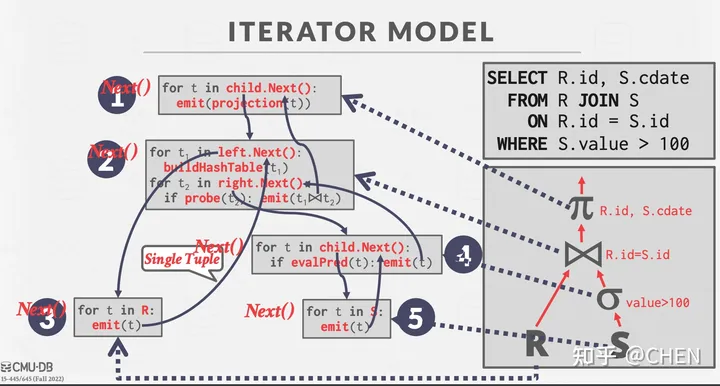 ITERATOR MODEL
Next()
1
for t in child.Next():
emit(projection(t))
Next()
2
for t₁ in left.Next():
buildHashTable(t₁)
for t₂ in right.Next():
if probe(t₂): emit(t₁⨝t₂)
Single Tuple
Next()
for t in child.Next():
if evalPred(t): emit(t)
4
Next()
3
for t in R:
emit(t)
Next()
for t in S:
emit(t)
5
SELECT R.id, S.cdate
FROM R JOIN S
ON R.id = S.id
WHERE S.value > 100
π R.id, S.cdate
⨝ R.id=S.id
σ value>100
R S
CMU·DB
15-445/645 (Fall 2022)
知乎 @CHEN